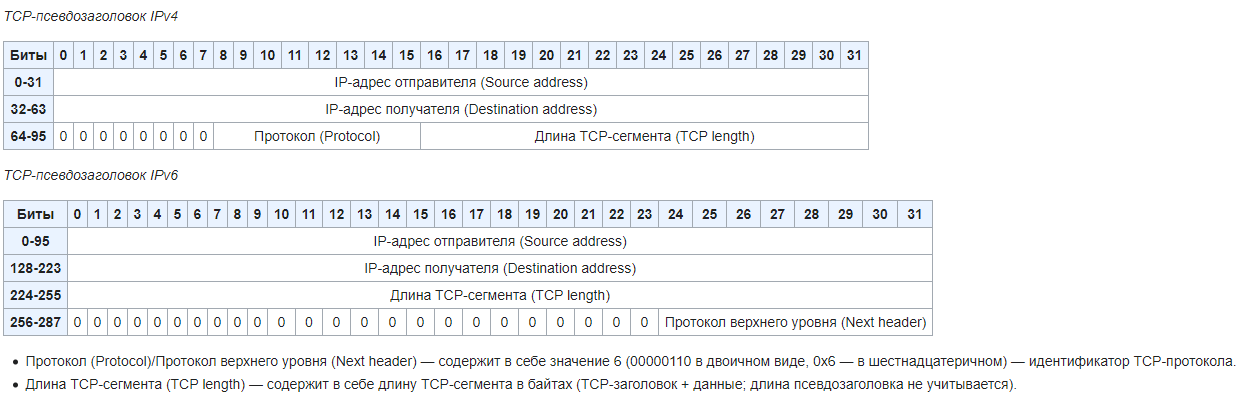 TCP-псевдозаголовок IPv4
Биты 0 1 2 3 4 5 6 7 8 9 10 11 12 13 14 15 16 17 18 19 20 21 22 23 24 25 26 27 28 29 30 31
0-31 IP-адрес отправителя (Source address)
32-63 IP-адрес получателя (Destination address)
64-95 0 0 0 0 0 0 0 0 Протокол (Protocol) Длина TCP-сегмента (TCP length)
TCP-псевдозаголовок IPv6
Биты 0 1 2 3 4 5 6 7 8 9 10 11 12 13 14 15 16 17 18 19 20 21 22 23 24 25 26 27 28 29 30 31
0-95 IP-адрес отправителя (Source address)
128-223 IP-адрес получателя (Destination address)
224-255 Длина TCP-сегмента (TCP length)
256-287 0 0 0 0 0 0 0 0 0 0 0 0 0 0 0 0 0 0 0 0 0 0 0 0 Протокол верхнего уровня (Next header)
• Протокол (Protocol)/Протокол верхнего уровня (Next header) — содержит в себе значение 6 (00000110 в двоичном виде, 0x6 — в шестнадцатеричном) — идентификатор TCP-протокола.
• Длина TCP-сегмента (TCP length) — содержит в себе длину TCP-сегмента в байтах (TCP-заголовок + данные; длина псевдозаголовка не учитывается).